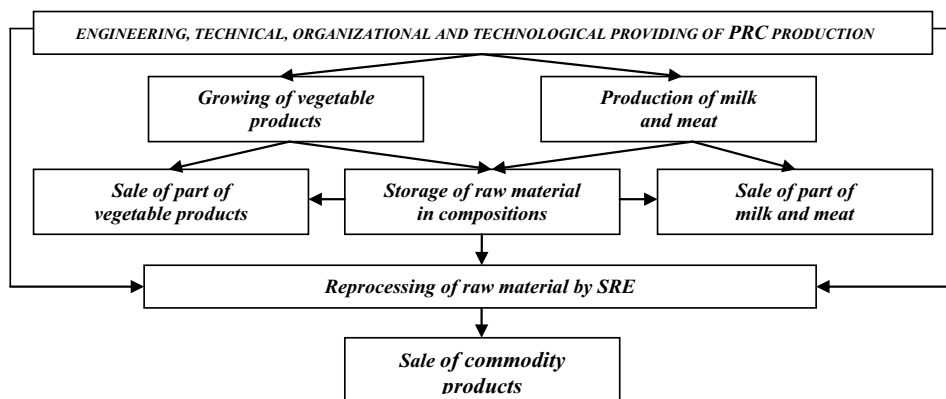 ENGINEERING, TECHNICAL, ORGANIZATIONAL AND TECHNOLOGICAL PROVIDING OF PRC PRODUCTION
Growing of vegetable
products
Production of milk
and meat
Sale of part of
vegetable products
Storage of raw material
in compositions
Sale of part of
milk and meat
Reprocessing of raw material by SRE
Sale of commodity
products